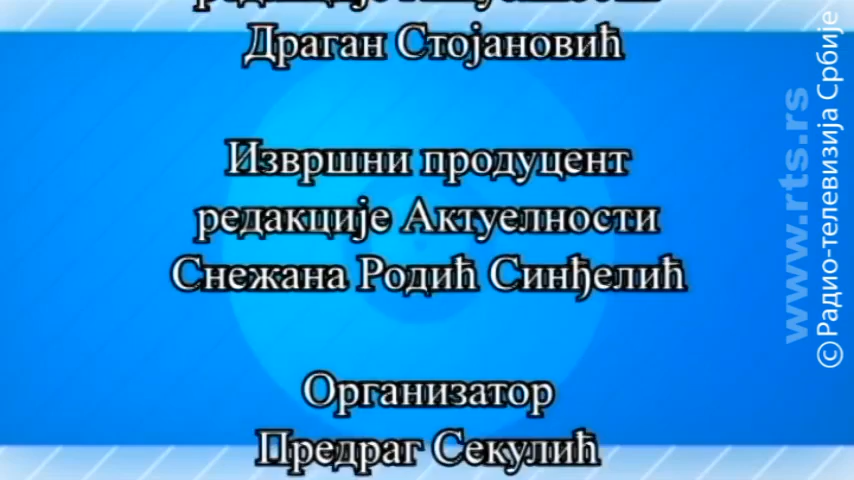 Драган Стојановић
Извршни продуцент
редакције Актуелности
Снежана Родић Синђелић
Организатор
Предраг Секулић
www.rts.rs
© Радио-телевизија Србије